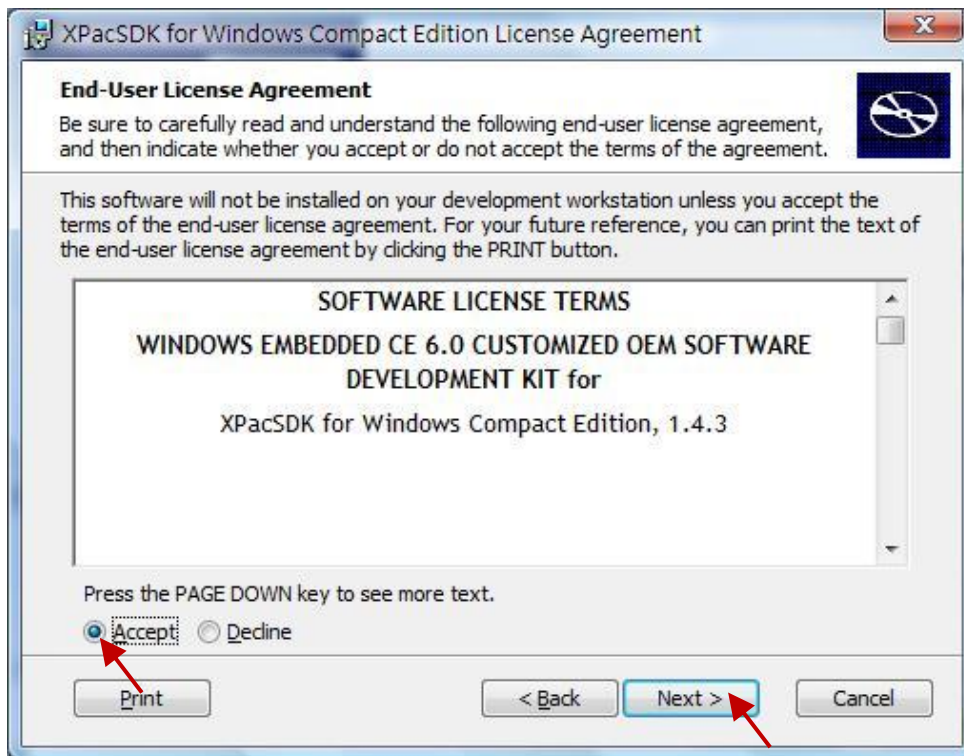 XPacSDK for Windows Compact Edition License Agreement
End-User License Agreement
Be sure to carefully read and understand the following end-user license agreement,
and then indicate whether you accept or do not accept the terms of the agreement.
This software will not be installed on your development workstation unless you accept the
terms of the end-user license agreement. For your future reference, you can print the text of
the end-user license agreement by clicking the PRINT button.
SOFTWARE LICENSE TERMS
WINDOWS EMBEDDED CE 6.0 CUSTOMIZED OEM SOFTWARE
DEVELOPMENT KIT for
XPacSDK for Windows Compact Edition, 1.4.3
Press the PAGE DOWN key to see more text.
Accept Decline
Print < Back Next > Cancel